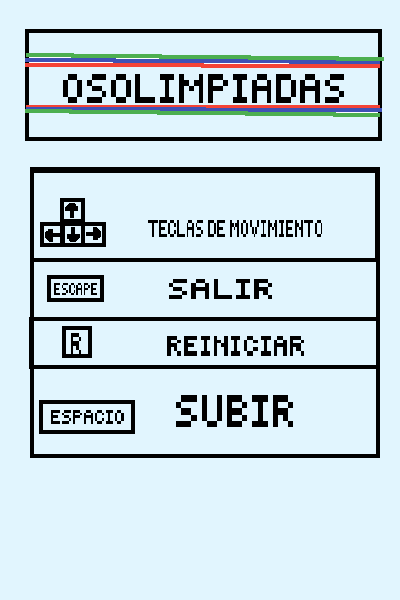 OSOLIMPIADAS
TECLAS DE MOVIMIENTO
ESCAPE SALIR
R REINICIAR
ESPACIO SUBIR